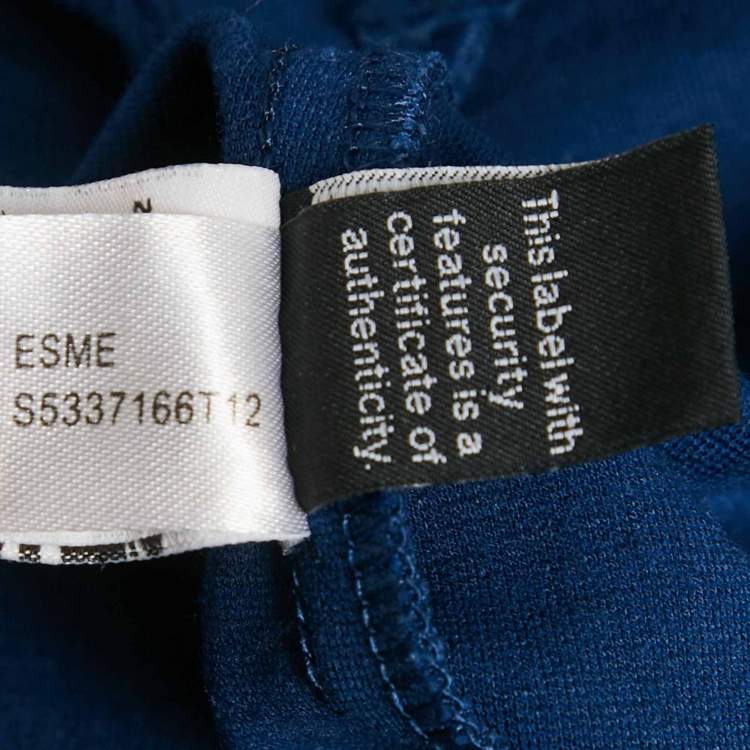 ESME
S5337166T12
This label with
security
features is a
certificate of
authenticity.